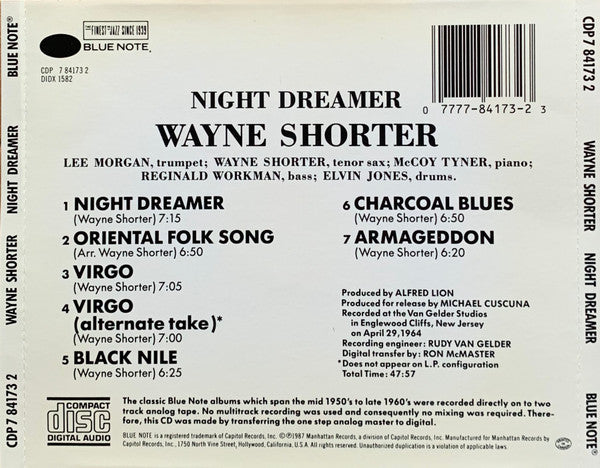 THE FINEST IN JAZZ SINCE 1939
BLUE NOTE®
CDP 7 84173 2
DIDX 1582
0 7777-84173-2 3
NIGHT DREAMER
WAYNE SHORTER
LEE MORGAN, trumpet; WAYNE SHORTER, tenor sax; McCOY TYNER, piano;
REGINALD WORKMAN, bass; ELVIN JONES, drums.
1 NIGHT DREAMER
(Wayne Shorter) 7:15
2 ORIENTAL FOLK SONG
(Arr. Wayne Shorter) 6:50
3 VIRGO
(Wayne Shorter) 7:05
4 VIRGO
(alternate take)*
(Wayne Shorter) 7:00
5 BLACK NILE
(Wayne Shorter) 6:25
6 CHARCOAL BLUES
(Wayne Shorter) 6:50
7 ARMAGEDDON
(Wayne Shorter) 6:20
Produced by ALFRED LION
Produced for release by MICHAEL CUSCUNA
Recorded at the Van Gelder Studios
in Englewood Cliffs, New Jersey
on April 29, 1964
Recording engineer: RUDY VAN GELDER
Digital transfer by: RON McMASTER
*Does not appear on L.P. configuration
Total Time: 47:57
COMPACT
disc
DIGITAL AUDIO
The classic Blue Note albums which span the mid 1950's to late 1960's were recorded directly on to two
track analog tape. No multitrack recording was used and consequently no mixing was required. There-
fore, this CD was made by transferring the one step analog master to digital.
BLUE NOTE® is a registered trademark of Capitol Records, Inc. ©℗1987 Manhattan Records, a division of Capitol Records, Inc. Manufactured for Manhattan Records by
Capitol Records, Inc., 1750 North Vine Street, Hollywood, California, U.S.A. All rights reserved. Unauthorized duplication is a violation of applicable laws.
CDP 7 84173 2 WAYNE SHORTER NIGHT DREAMER BLUE NOTE®
CDP 7 84173 2 WAYNE SHORTER NIGHT DREAMER BLUE NOTE®